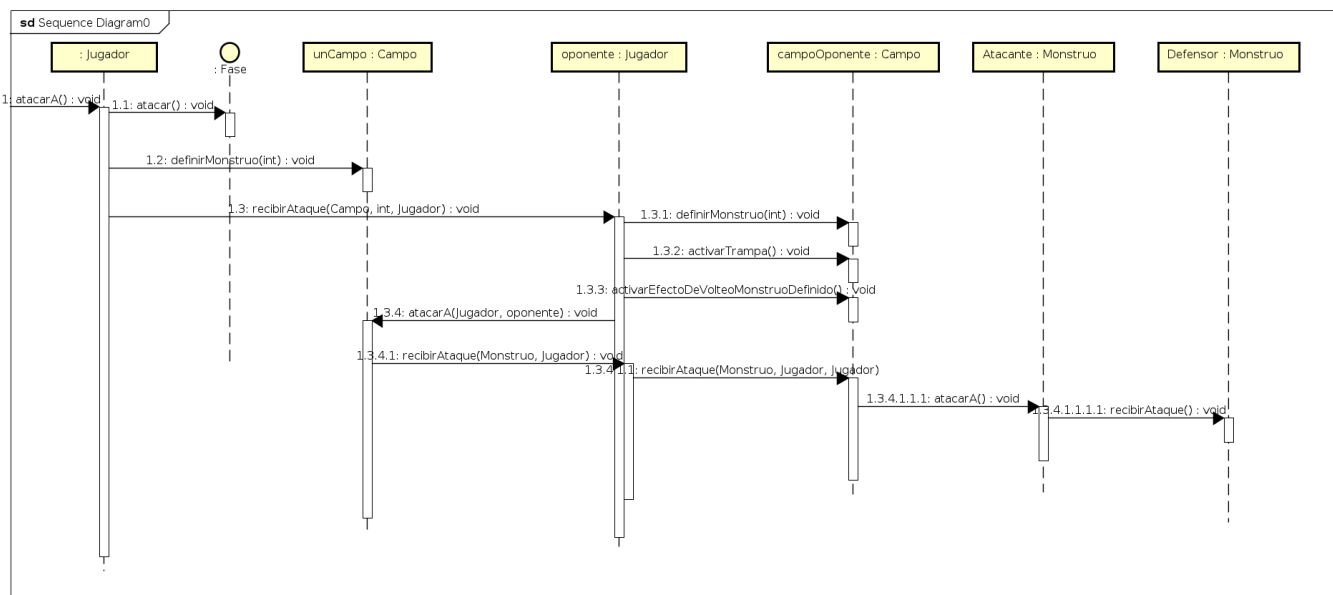 sd Sequence Diagram0
: Jugador
: Fase
unCampo : Campo
oponente : Jugador
campoOponente : Campo
Atacante : Monstruo
Defensor : Monstruo
1: atacarA() : void
1.1: atacar() : void
1.2: definirMonstruo(int) : void
1.3: recibirAtaque(Campo, int, Jugador) : void
1.3.1: definirMonstruo(int) : void
1.3.2: activarTrampa() : void
1.3.3: activarEfectoDeVolteoMonstruoDefinido() : void
1.3.4: atacarA(Jugador, oponente) : void
1.3.4.1: recibirAtaque(Monstruo, Jugador) : void
1.3.4.1.1: recibirAtaque(Monstruo, Jugador, Jugador)
1.3.4.1.1.1: atacarA() : void
1.3.4.1.1.1.1: recibirAtaque() : void